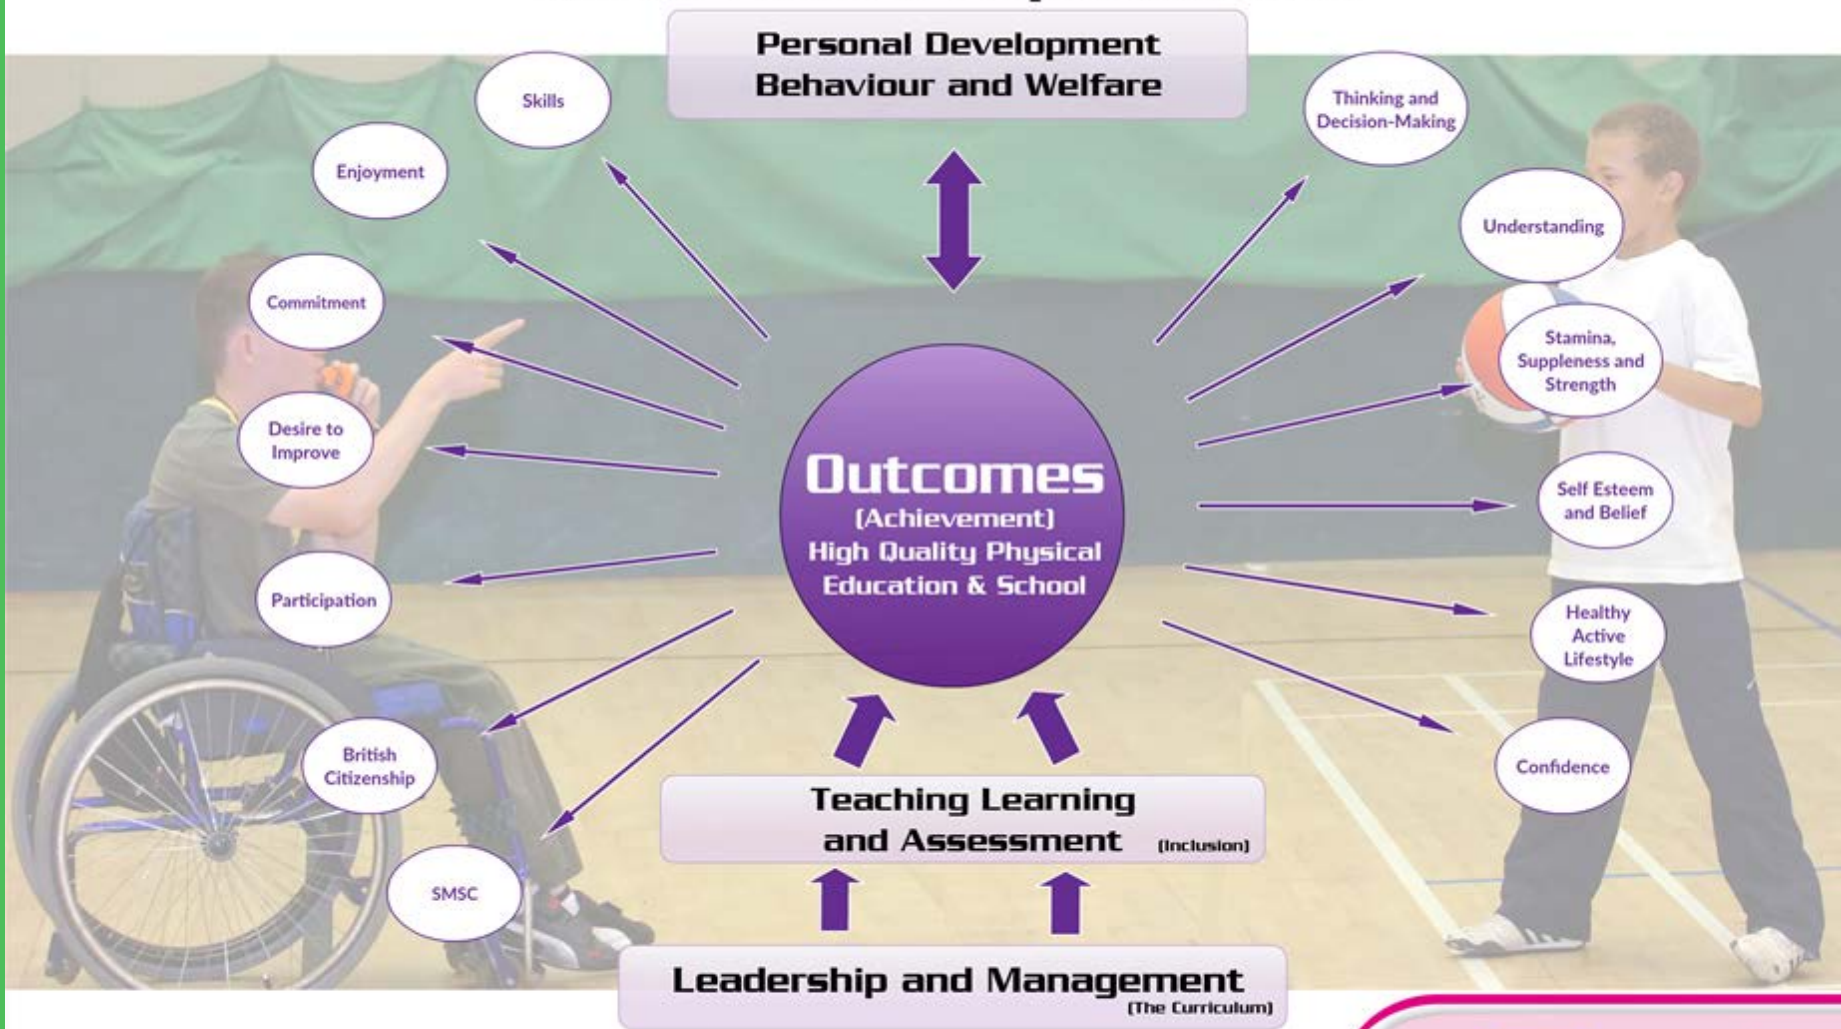 Personal Development
Behaviour and Welfare
Skills
Enjoyment
Commitment
Desire to
Improve
Participation
British
Citizenship
SMSC
Thinking and
Decision-Making
Understanding
Stamina,
Suppleness and
Strength
Self Esteem
and Belief
Healthy
Active
Lifestyle
Confidence
Outcomes
(Achievement)
High Quality Physical
Education & School
Teaching Learning
and Assessment (Inclusion)
Leadership and Management
(The Curriculum)